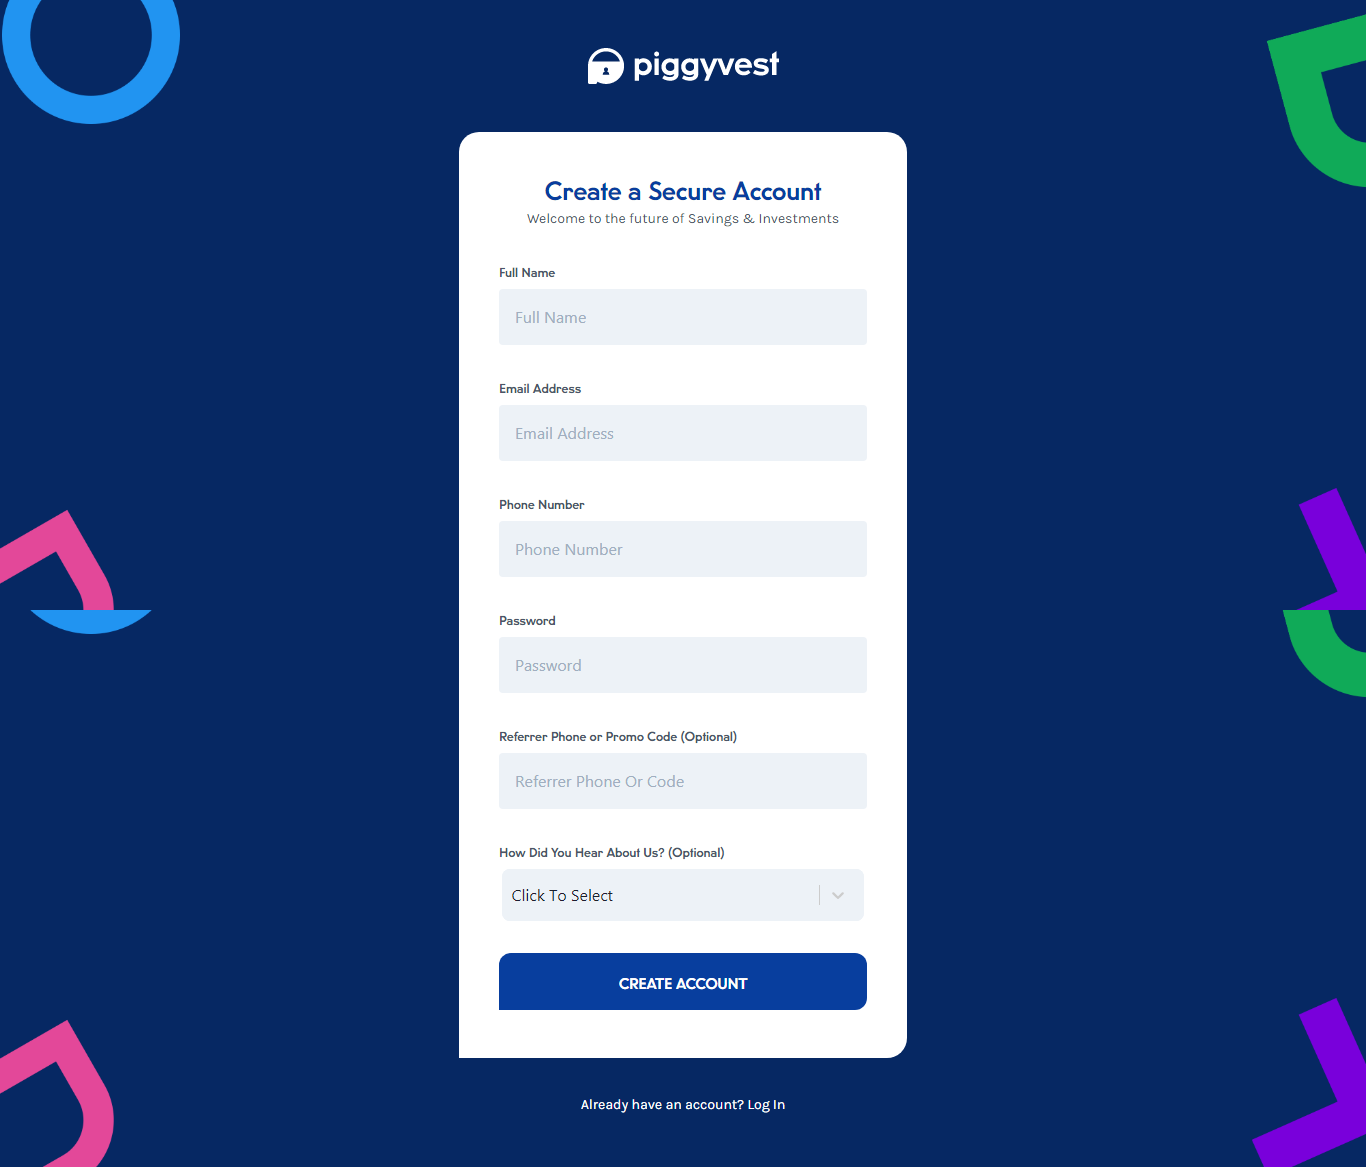 piggyvest
Create a Secure Account
Welcome to the future of Savings & Investments
Full Name
Full Name
Email Address
Email Address
Phone Number
Phone Number
Password
Password
Referrer Phone or Promo Code (Optional)
Referrer Phone Or Code
How Did You Hear About Us? (Optional)
Click To Select
CREATE ACCOUNT
Already have an account? Log In